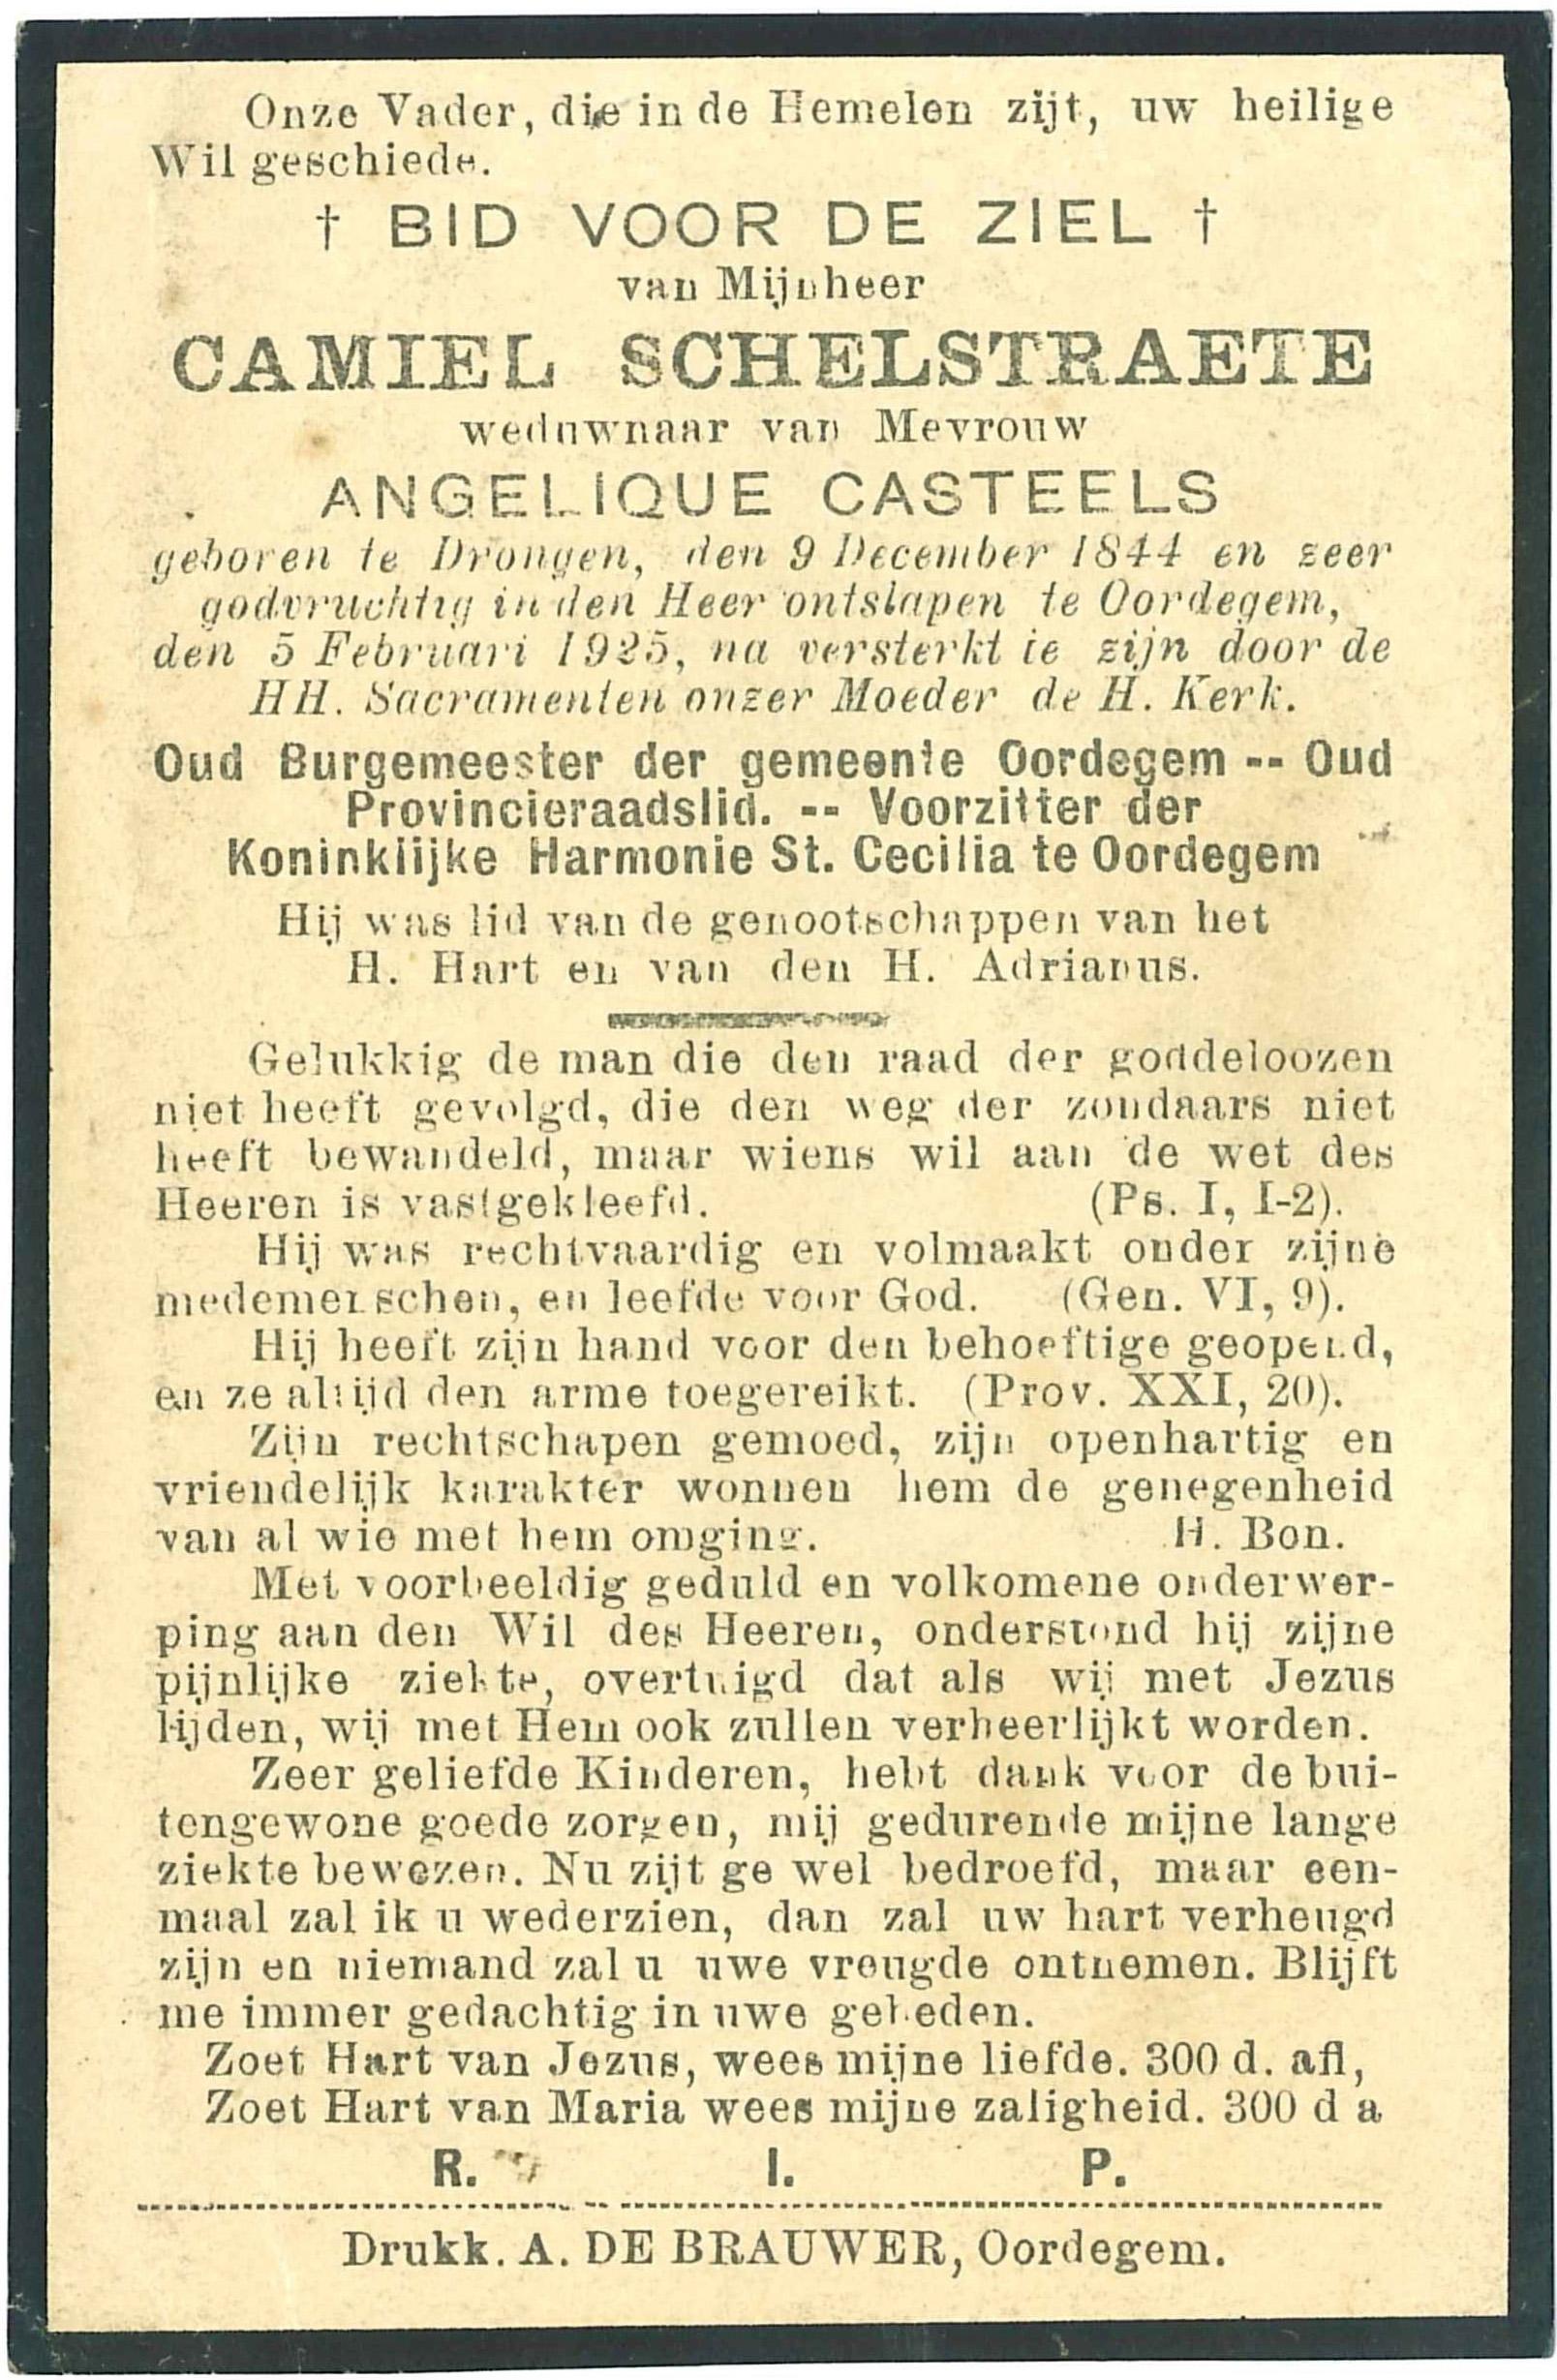 Onze Vader, die in de Hemelen zijt, uw heilige
Wil geschiede.
† BID VOOR DE ZIEL †
van Mijnheer
CAMIEL SCHELSTRAETE
weduwnaar van Mevrouw
ANGELIQUE CASTEELS
geboren te Drongen, den 9 December 1844 en zeer
godvruchtig in den Heer ontslapen te Oordegem,
den 5 Februari 1925, na versterkt te zijn door de
HH. Sacramenten onzer Moeder de H. Kerk.
Oud Burgemeester der gemeente Oordegem -- Oud
Provincieraadslid. -- Voorzitter der
Koninklijke Harmonie St. Cecilia te Oordegem
Hij was lid van de genootschappen van het
H. Hart en van den H. Adrianus.
Gelukkig de man die den raad der goddeloozen
niet heeft gevolgd, die den weg der zondaars niet
heeft bewandeld, maar wiens wil aan de wet des
Heeren is vastgekleefd. (Ps. I, I-2).
Hij was rechtvaardig en volmaakt onder zijne
medemenschen, en leefde voor God. (Gen. VI, 9).
Hij heeft zijn hand voor den behoeftige geopend,
en ze altijd den arme toegereikt. (Prov. XXI, 20).
Zijn rechtschapen gemoed, zijn openhartig en
vriendelijk karakter wonnen hem de genegenheid
van al wie met hem omging. H. Bon.
Met voorbeeldig geduld en volkomene onderwer-
ping aan den Wil des Heeren, onderstond hij zijne
pijnlijke ziekte, overtuigd dat als wij met Jezus
lijden, wij met Hem ook zullen verheerlijkt worden.
Zeer geliefde Kinderen, hebt dank voor de bui-
tengewone goede zorgen, mij gedurende mijne lange
ziekte bewezen. Nu zijt ge wel bedroefd, maar een-
maal zal ik u wederzien, dan zal uw hart verheugd
zijn en niemand zal u uwe vreugde ontnemen. Blijft
me immer gedachtig in uwe gebeden.
Zoet Hart van Jezus, wees mijne liefde. 300 d. afl,
Zoet Hart van Maria wees mijne zaligheid. 300 d a
R. I. P.
Drukk. A. DE BRAUWER, Oordegem.